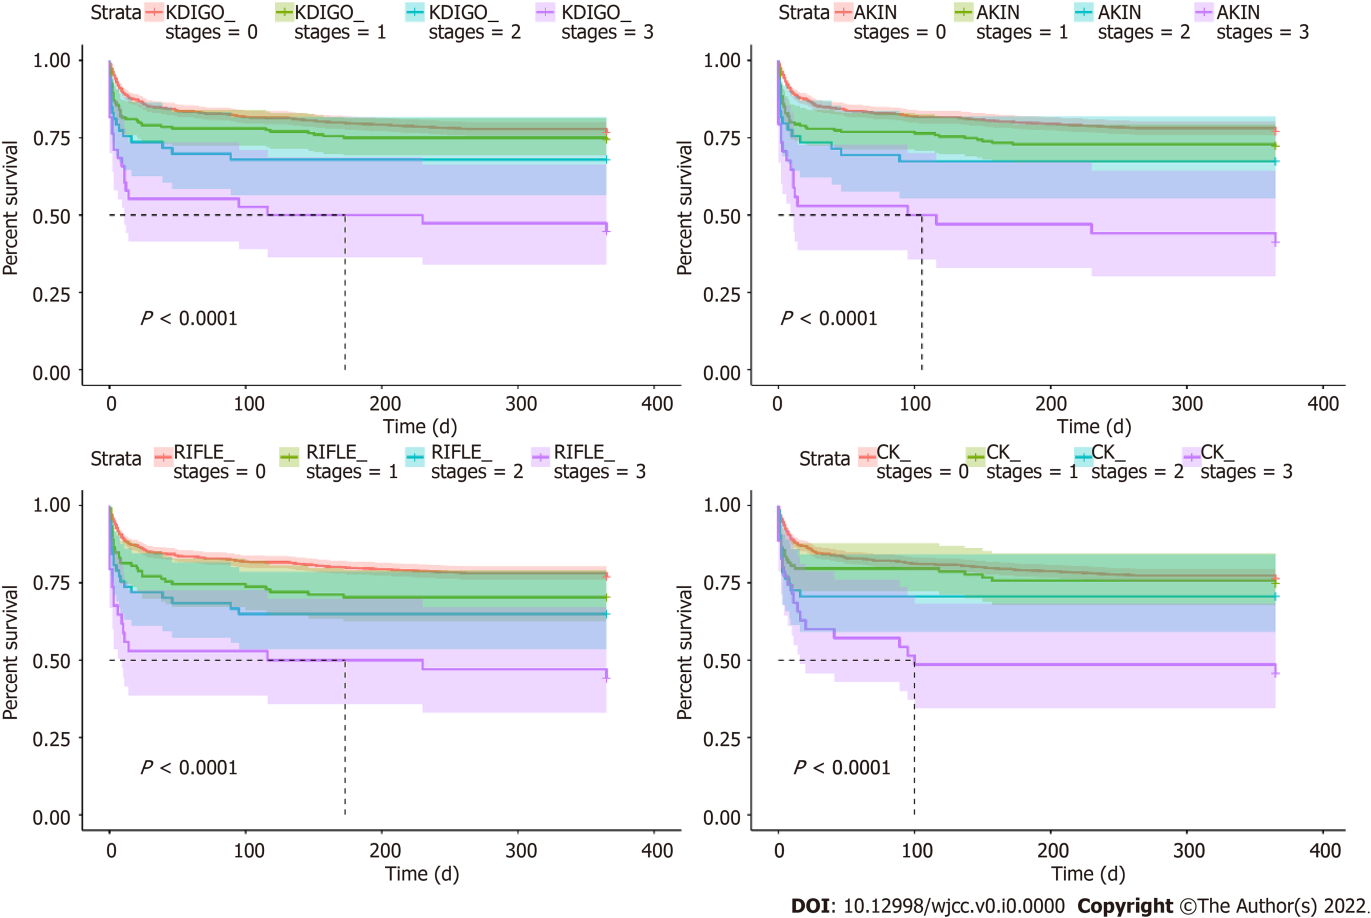 Strata KDIGO_ stages = 0 KDIGO_ stages = 1 KDIGO_ stages = 2 KDIGO_ stages = 3
1.00
0.75
0.50
0.25
0.00
Percent survival
P < 0.0001
0 100 200 300 400
Time (d)
Strata AKIN stages = 0 AKIN stages = 1 AKIN stages = 2 AKIN stages = 3
1.00
0.75
0.50
0.25
0.00
Percent survival
P < 0.0001
0 100 200 300 400
Time (d)
Strata RIFLE_ stages = 0 RIFLE_ stages = 1 RIFLE_ stages = 2 RIFLE_ stages = 3
1.00
0.75
0.50
0.25
0.00
Percent survival
P < 0.0001
0 100 200 300 400
Time (d)
Strata CK_ stages = 0 CK_ stages = 1 CK_ stages = 2 CK_ stages = 3
1.00
0.75
0.50
0.25
0.00
Percent survival
P < 0.0001
0 100 200 300 400
Time (d)
DOI: 10.12998/wjcc.v0.i0.0000 Copyright ©The Author(s) 2022.